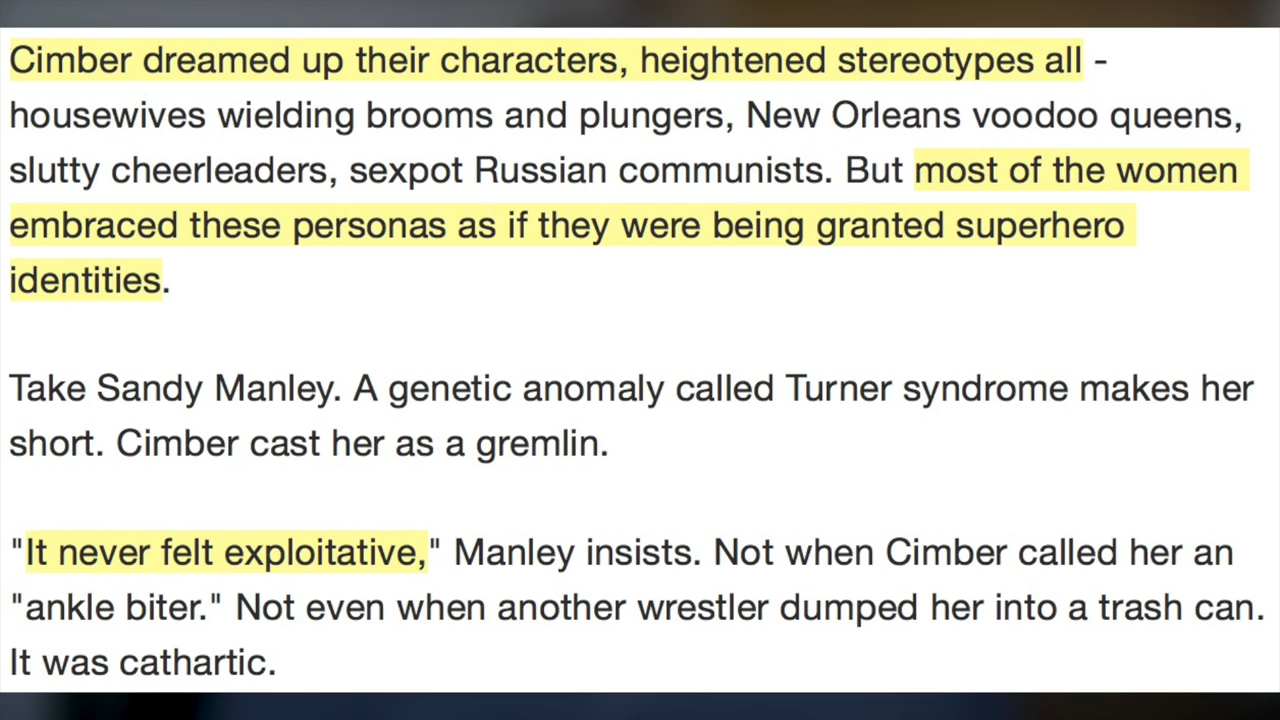 Cimber dreamed up their characters, heightened stereotypes all -
housewives wielding brooms and plungers, New Orleans voodoo queens,
slutty cheerleaders, sexpot Russian communists. But most of the women
embraced these personas as if they were being granted superhero
identities.
Take Sandy Manley. A genetic anomaly called Turner syndrome makes her
short. Cimber cast her as a gremlin.
"It never felt exploitative," Manley insists. Not when Cimber called her an
"ankle biter." Not even when another wrestler dumped her into a trash can.
It was cathartic.